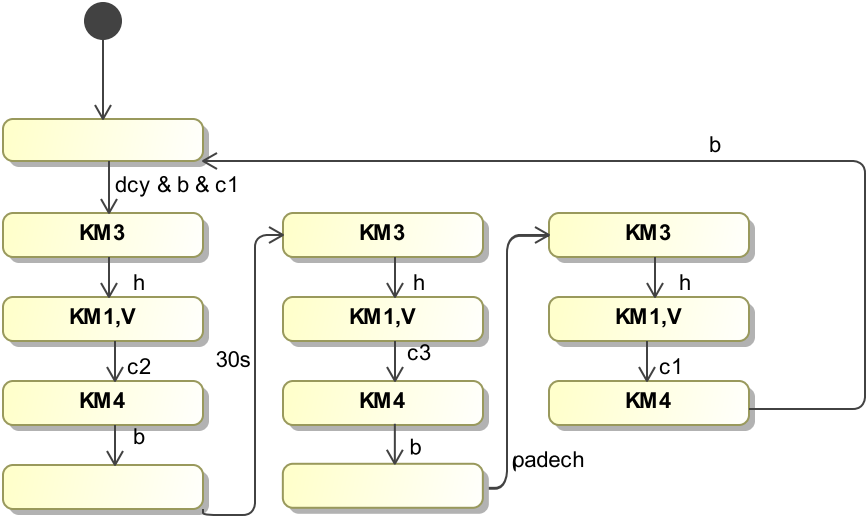 b
dcy & b & c1
KM3
KM3
KM3
h
h
h
KM1,V
KM1,V
KM1,V
30s
c2
c3
c1
KM4
KM4
KM4
b
b
padech